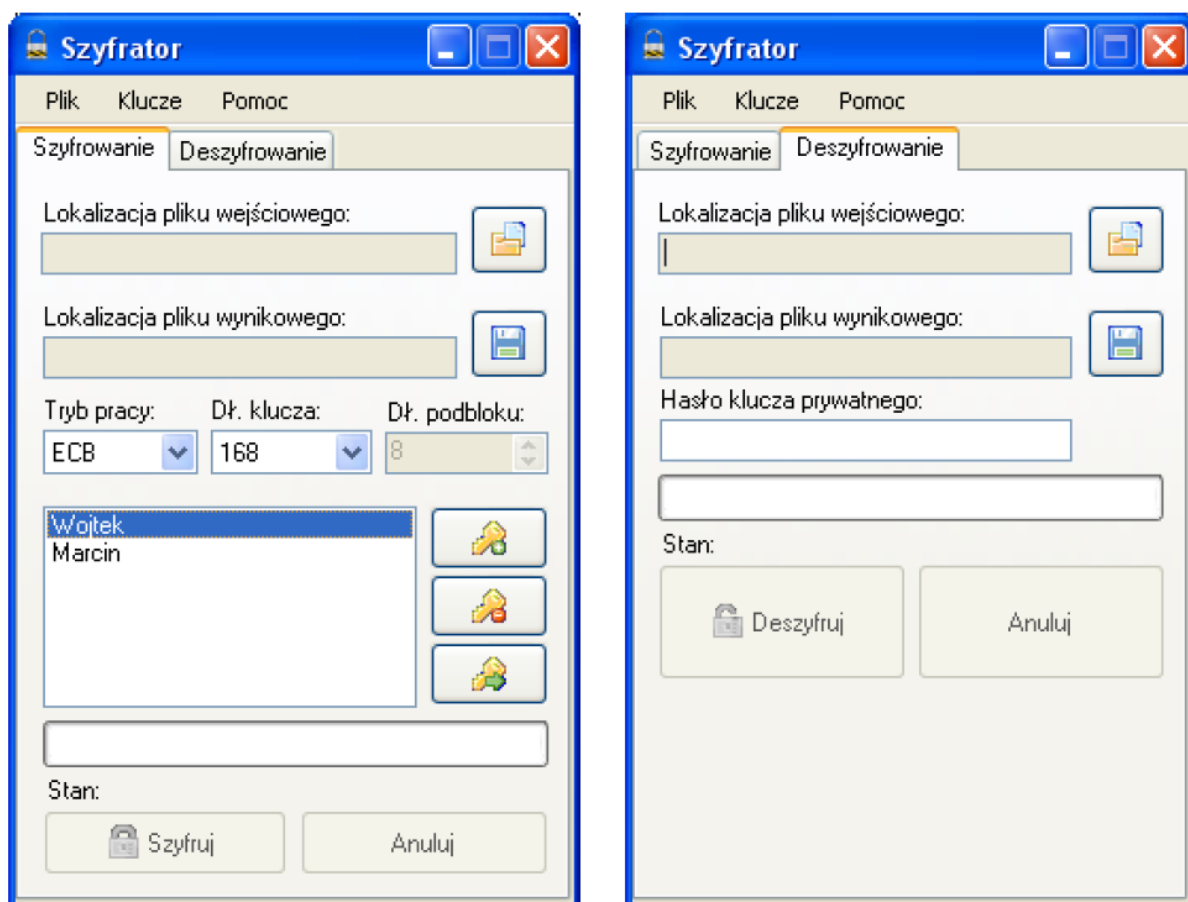 Szyfrator
Plik Klucze Pomoc
Szyfrowanie Deszyfrowanie
Lokalizacja pliku wejściowego:
Lokalizacja pliku wynikowego:
Tryb pracy: Dł. klucza: Dł. podbloku:
ECB 168 8
Wojtek
Marcin
Stan:
Szyfruj Anuluj
Szyfrator
Plik Klucze Pomoc
Szyfrowanie Deszyfrowanie
Lokalizacja pliku wejściowego:
Lokalizacja pliku wynikowego:
Hasło klucza prywatnego:
Stan:
Deszyfruj Anuluj